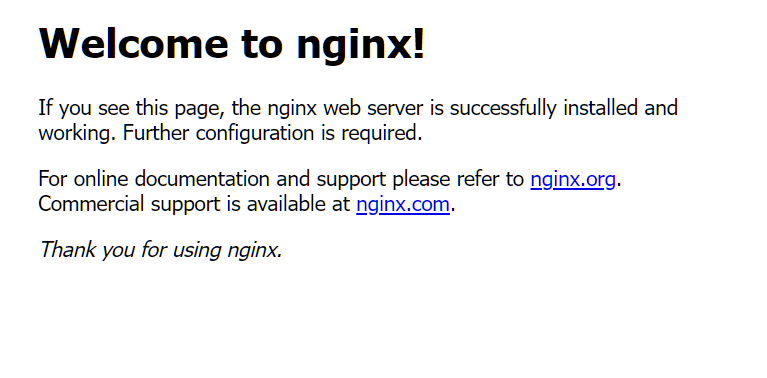 Welcome to nginx!
If you see this page, the nginx web server is successfully installed and
working. Further configuration is required.
For online documentation and support please refer to nginx.org.
Commercial support is available at nginx.com.
Thank you for using nginx.